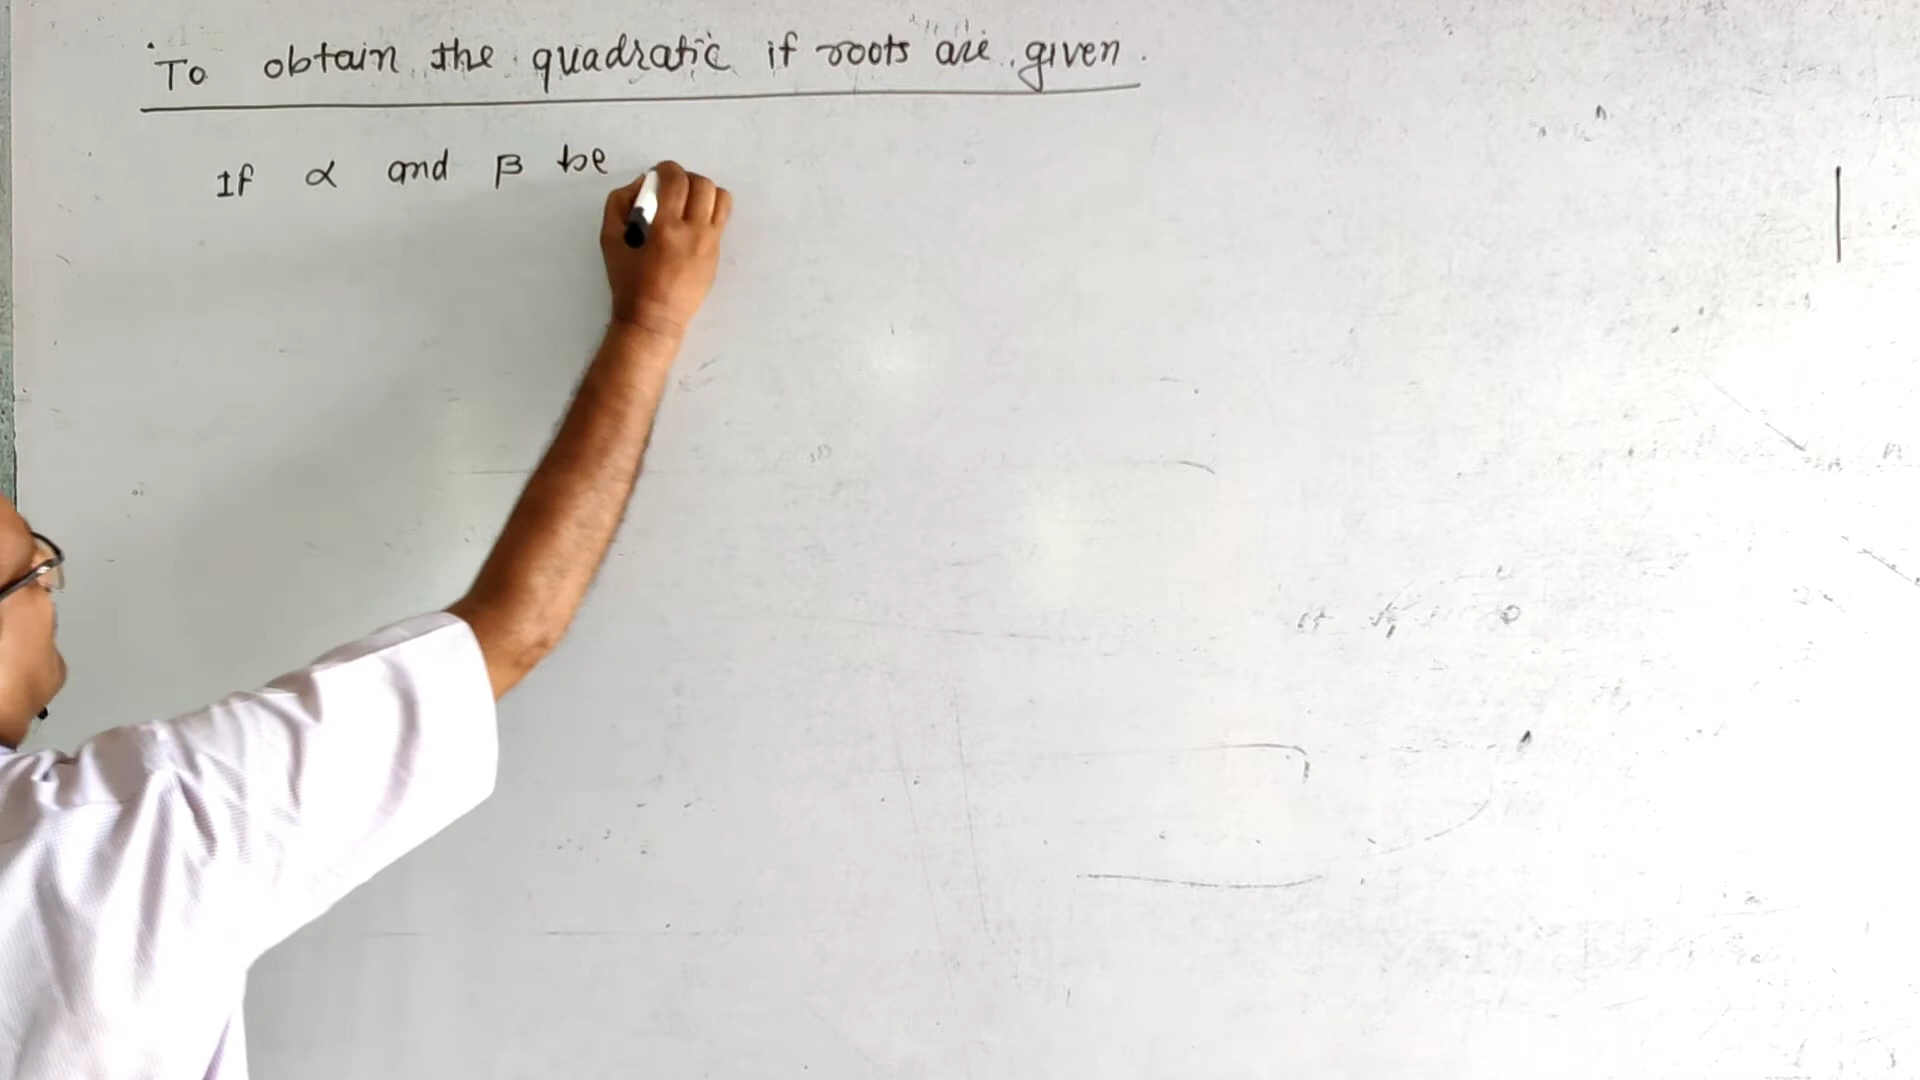 To obtain the quadratic if roots are given.
If α and β be